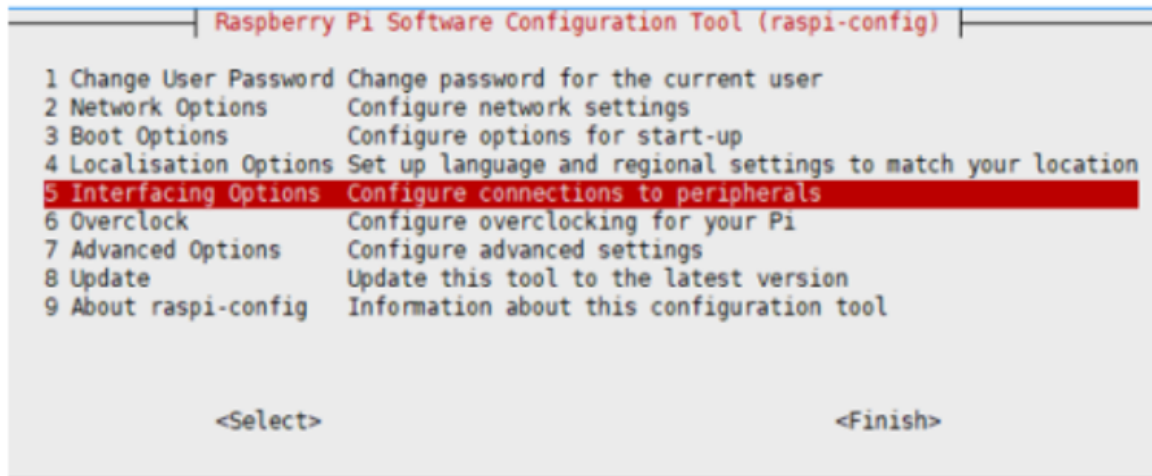 Raspberry Pi Software Configuration Tool (raspi-config)
1 Change User Password Change password for the current user
2 Network Options Configure network settings
3 Boot Options Configure options for start-up
4 Localisation Options Set up language and regional settings to match your location
5 Interfacing Options Configure connections to peripherals
6 Overclock Configure overclocking for your Pi
7 Advanced Options Configure advanced settings
8 Update Update this tool to the latest version
9 About raspi-config Information about this configuration tool
<Select> <Finish>